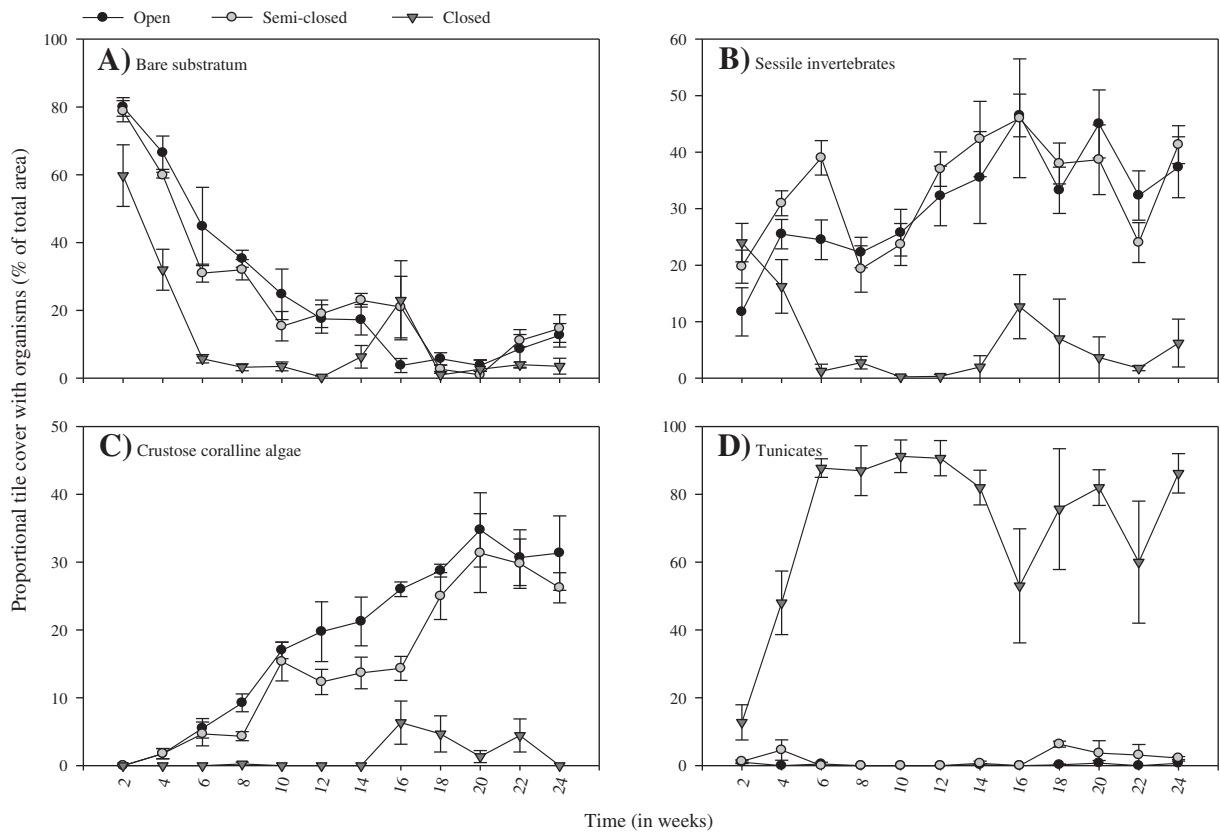 Open Semi-closed Closed
Proportional tile cover with organisms (% of total area)
A) Bare substratum
100
80
60
40
20
0
B) Sessile invertebrates
60
50
40
30
20
10
0
C) Crustose coralline algae
50
40
30
20
10
0
2 4 6 8 10 12 14 16 18 20 22 24
D) Tunicates
100
80
60
40
20
0
2 4 6 8 10 12 14 16 18 20 22 24
Time (in weeks)